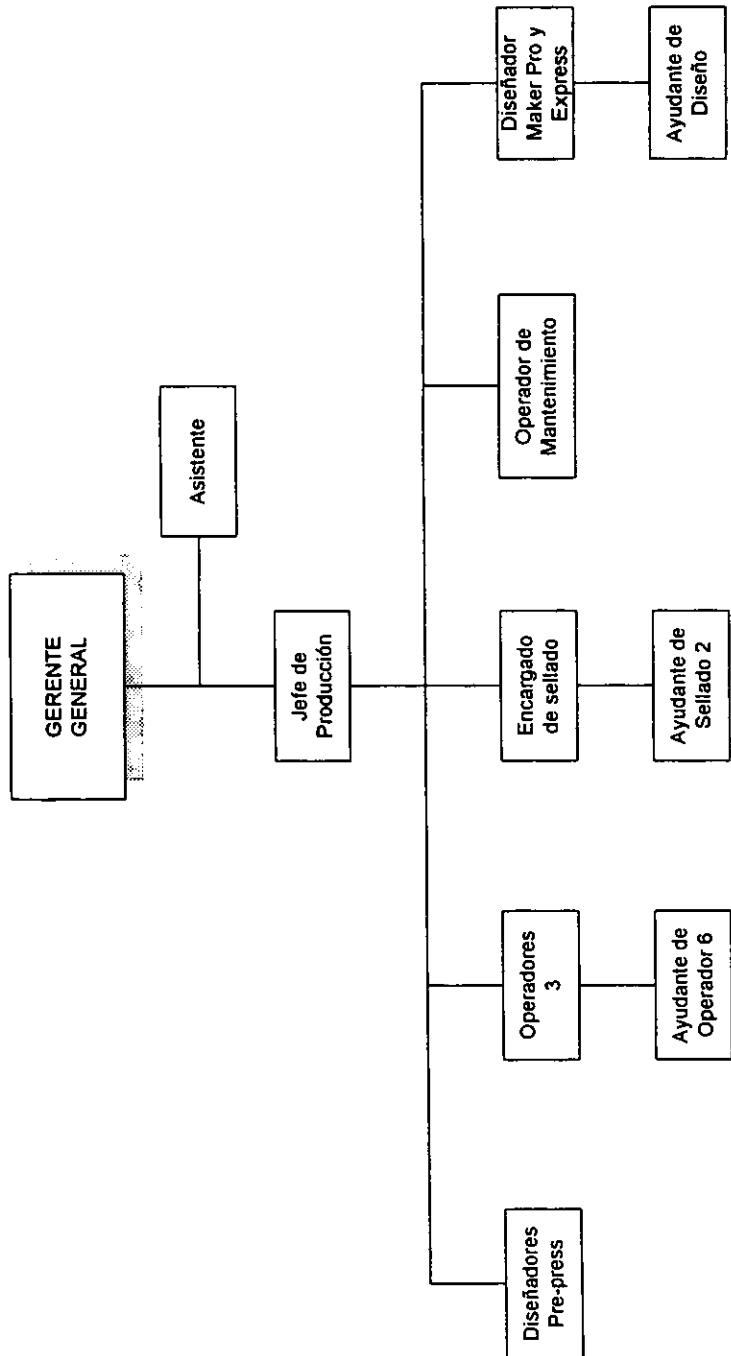 GERENTE
GENERAL
Asistente
Jefe de
Producción
Diseñadores
Pre-press
Operadores
3
Encargado
de sellado
Operador de
Mantenimiento
Diseñador
Maker Pro y
Express
Ayudante de
Operador 6
Ayudante de
Sellado 2
Ayudante de
Diseño